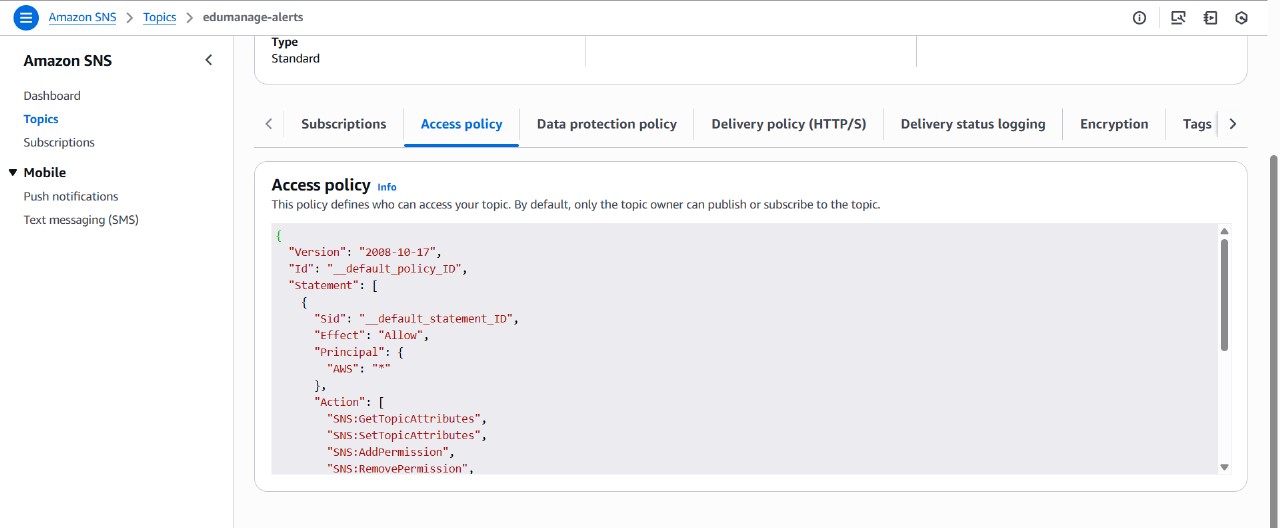 Amazon SNS > Topics > edumanage-alerts
Amazon SNS
Dashboard
Topics
Subscriptions
Mobile
Push notifications
Text messaging (SMS)
Type
Standard
Subscriptions Access policy Data protection policy Delivery policy (HTTP/S) Delivery status logging Encryption Tags
Access policy Info
This policy defines who can access your topic. By default, only the topic owner can publish or subscribe to the topic.
{
"Version": "2008-10-17",
"Id": "__default_policy_ID",
"Statement": [
{
"Sid": "__default_statement_ID",
"Effect": "Allow",
"Principal": {
"AWS": "*"
},
"Action": [
"SNS:GetTopicAttributes",
"SNS:SetTopicAttributes",
"SNS:AddPermission",
"SNS:RemovePermission",